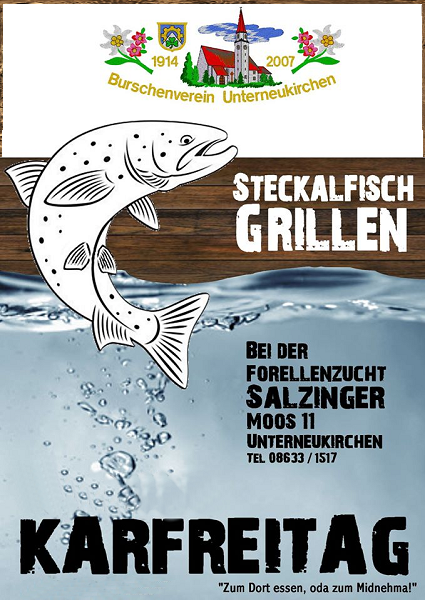 1914 2007
Burschenverein Unterneukirchen
STECKALFISCH
GRILLEN
BEI DER
FORELLENZUCHT
SALZINGER
MOOS 11
UNTERNEUKIRCHEN
TEL 08633 / 1517
KARFREITAG
"Zum Dort essen, oda zum Midnehma!"